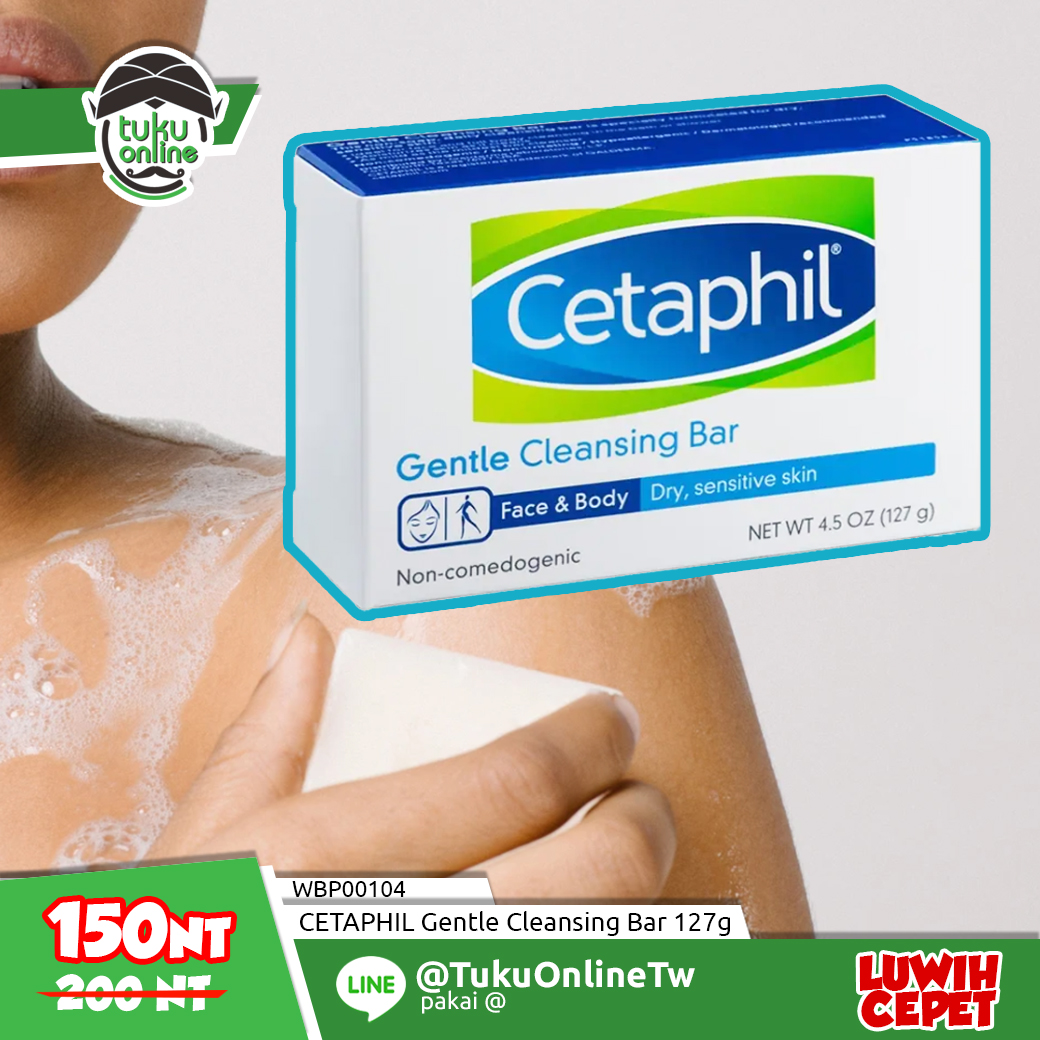 tuku
online
Cetaphil®
Gentle Cleansing Bar
Face & Body
Dry, sensitive skin
NET WT 4.5 OZ (127 g)
Non-comedogenic
WBP00104
CETAPHIL Gentle Cleansing Bar 127g
150NT
200 NT
LINE
@TukuOnlineTw
pakai @
LUWIH
CEPET